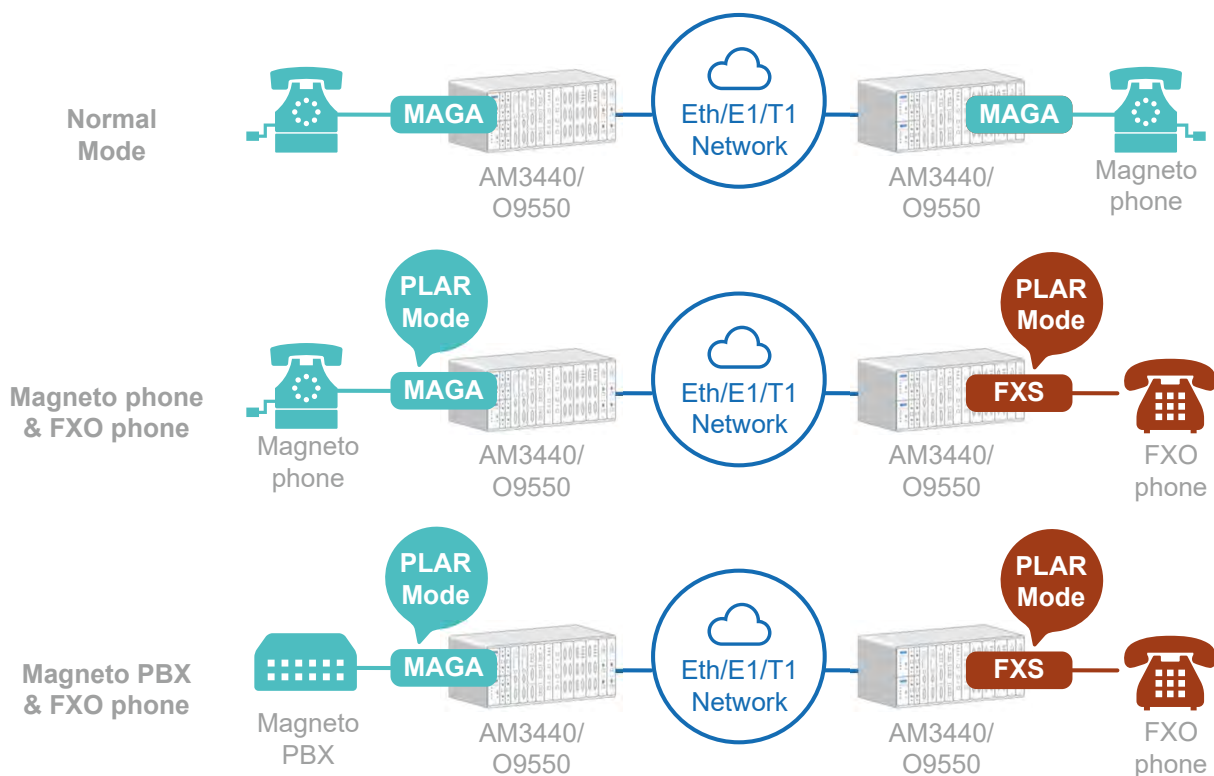 Normal
Mode
MAGA
AM3440/
O9550
Eth/E1/T1
Network
MAGA
AM3440/
O9550
Magneto
phone
Magneto phone
& FXO phone
Magneto
phone
PLAR
Mode
MAGA
AM3440/
O9550
Eth/E1/T1
Network
PLAR
Mode
FXS
AM3440/
O9550
FXO
phone
Magneto PBX
& FXO phone
Magneto
PBX
PLAR
Mode
MAGA
AM3440/
O9550
Eth/E1/T1
Network
PLAR
Mode
FXS
AM3440/
O9550
FXO
phone